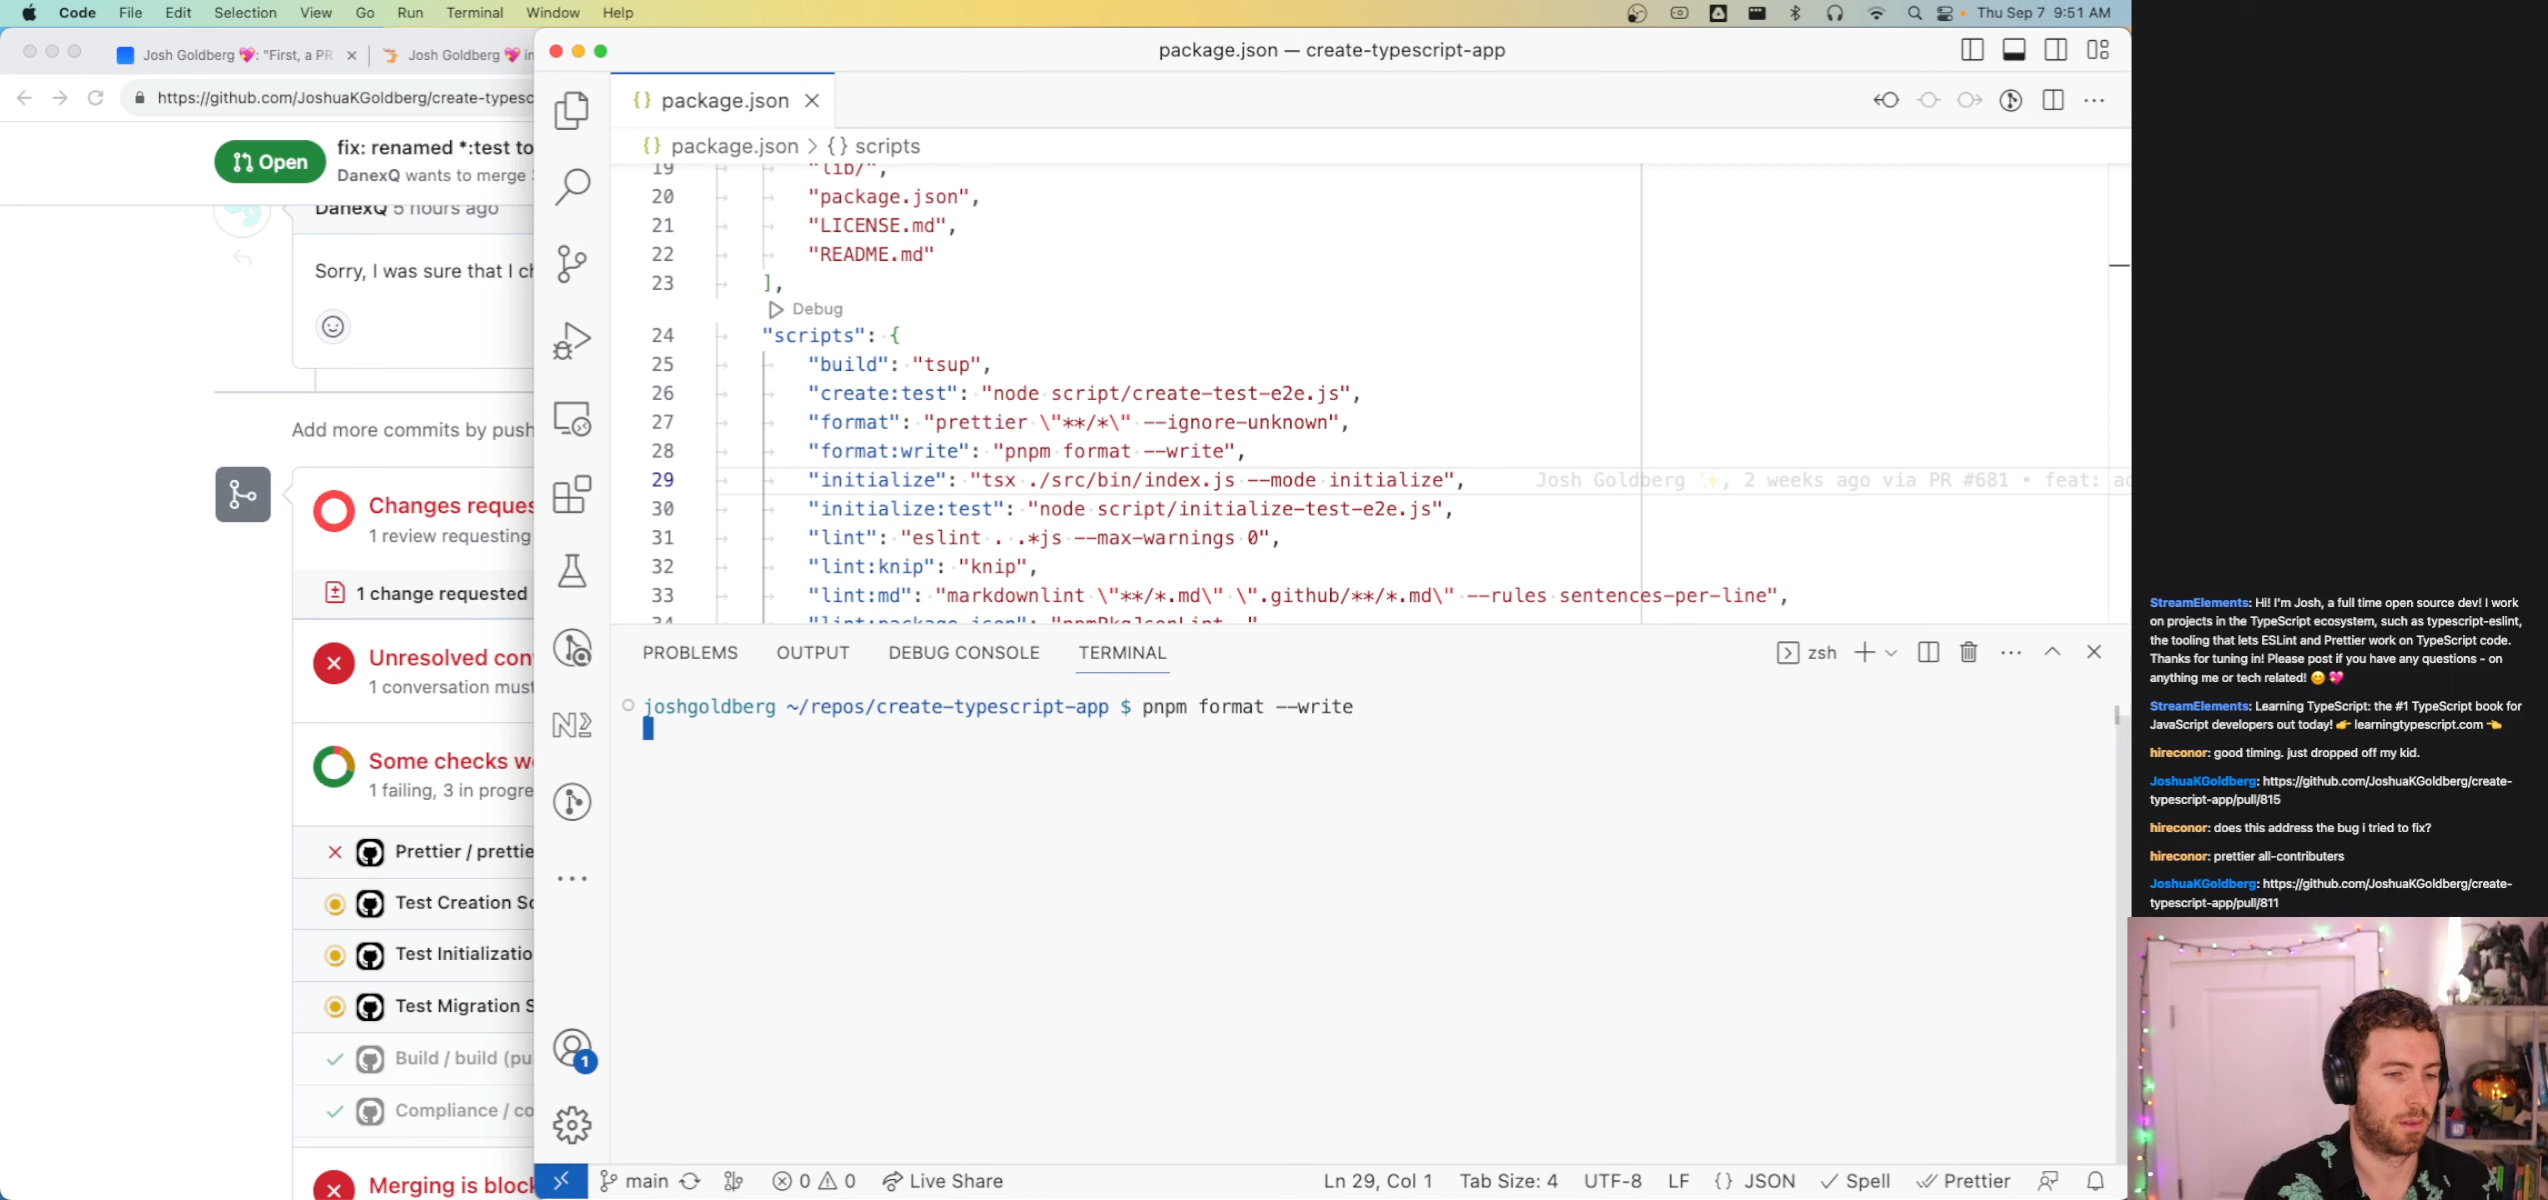 Code File Edit Selection View Go Run Terminal Window Help
Thu Sep 7 9:51 AM
Josh Goldberg 💖: "First, a PR
Josh Goldberg 💖 in
https://github.com/JoshuaKGoldberg/create-typesc
Open
fix: renamed *:test to
DanexQ wants to merge
DanexQ 5 hours ago
Sorry, I was sure that I ch
Add more commits by push
Changes reques
1 review requesting
1 change requested
Unresolved con
1 conversation must
Some checks we
1 failing, 3 in progre
Prettier / prettie
Test Creation Sc
Test Initializatio
Test Migration S
Build / build (pu
Compliance / co
Merging is block
package.json — create-typescript-app
{} package.json
{} package.json > {} scripts
19 "lib/",
20 "package.json",
21 "LICENSE.md",
22 "README.md"
23 ],
Debug
24 "scripts": {
25 "build": "tsup",
26 "create:test": "node script/create-test-e2e.js",
27 "format": "prettier \"**/*\" --ignore-unknown",
28 "format:write": "pnpm format --write",
29 "initialize": "tsx ./src/bin/index.js --mode initialize", Josh Goldberg ✨, 2 weeks ago via PR #681 • feat: ad
30 "initialize:test": "node script/initialize-test-e2e.js",
31 "lint": "eslint . .*js --max-warnings 0",
32 "lint:knip": "knip",
33 "lint:md": "markdownlint \"**/*.md\" \".github/**/*.md\" --rules sentences-per-line",
34 "lint:package-json": "npmPkgJsonLint .",
PROBLEMS OUTPUT DEBUG CONSOLE TERMINAL
zsh
joshgoldberg ~/repos/create-typescript-app $ pnpm format --write
1
main 0 0 Live Share
Ln 29, Col 1 Tab Size: 4 UTF-8 LF {} JSON Spell Prettier
StreamElements: Hi! I'm Josh, a full time open source dev! I work
on projects in the TypeScript ecosystem, such as typescript-eslint,
the tooling that lets ESLint and Prettier work on TypeScript code.
Thanks for tuning in! Please post if you have any questions - on
anything me or tech related! 😊 💖
StreamElements: Learning TypeScript: the #1 TypeScript book for
JavaScript developers out today! 👉 learningtypescript.com 👈
hireconor: good timing. just dropped off my kid.
JoshuaKGoldberg: https://github.com/JoshuaKGoldberg/create-
typescript-app/pull/815
hireconor: does this address the bug i tried to fix?
hireconor: prettier all-contributers
JoshuaKGoldberg: https://github.com/JoshuaKGoldberg/create-
typescript-app/pull/811